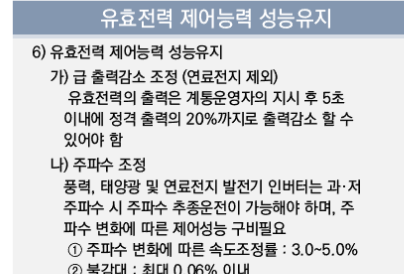 유효전력 제어능력 성능유지
6) 유효전력 제어능력 성능유지
가) 급 출력감소 조정 (연료전지 제외)
유효전력의 출력은 계통운영자의 지시 후 5초
이내에 정격 출력의 20%까지로 출력감소 할 수
있어야 함
나) 주파수 조정
풍력, 태양광 및 연료전지 발전기 인버터는 과·저
주파수 시 주파수 추종운전이 가능해야 하며, 주
파수 변화에 따른 제어성능 구비필요
① 주파수 변화에 따른 속도조정률 : 3.0~5.0%
② 불감대 : 최대 0.06% 이내